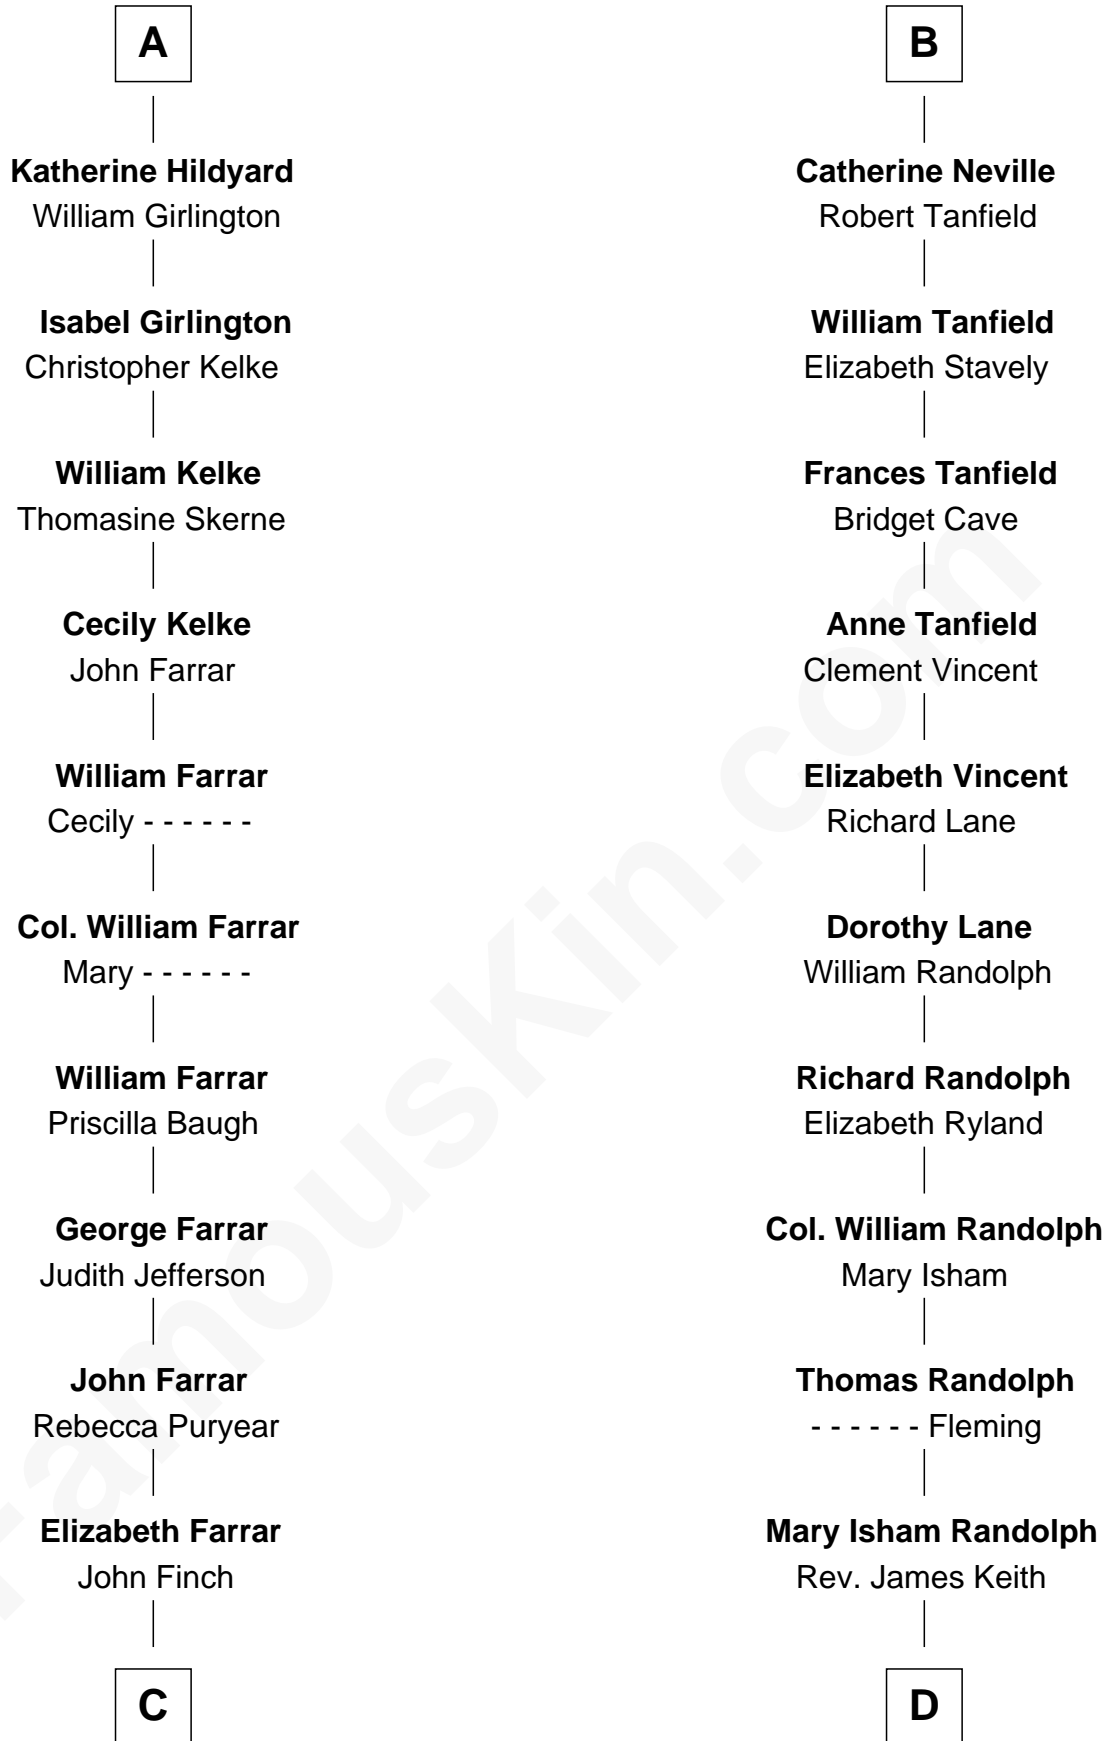 A
Katherine Hildyard
William Girlington
Isabel Girlington
Christopher Kelke
William Kelke
Thomasine Skerne
Cecily Kelke
John Farrar
William Farrar
Cecily - - - - - -
Col. William Farrar
Mary - - - - - -
William Farrar
Priscilla Baugh
George Farrar
Judith Jefferson
John Farrar
Rebecca Puryear
Elizabeth Farrar
John Finch
C
B
Catherine Neville
Robert Tanfield
William Tanfield
Elizabeth Stavely
Frances Tanfield
Bridget Cave
Anne Tanfield
Clement Vincent
Elizabeth Vincent
Richard Lane
Dorothy Lane
William Randolph
Richard Randolph
Elizabeth Ryland
Col. William Randolph
Mary Isham
Thomas Randolph
- - - - - - Fleming
Mary Isham Randolph
Rev. James Keith
D
FamousKin.com